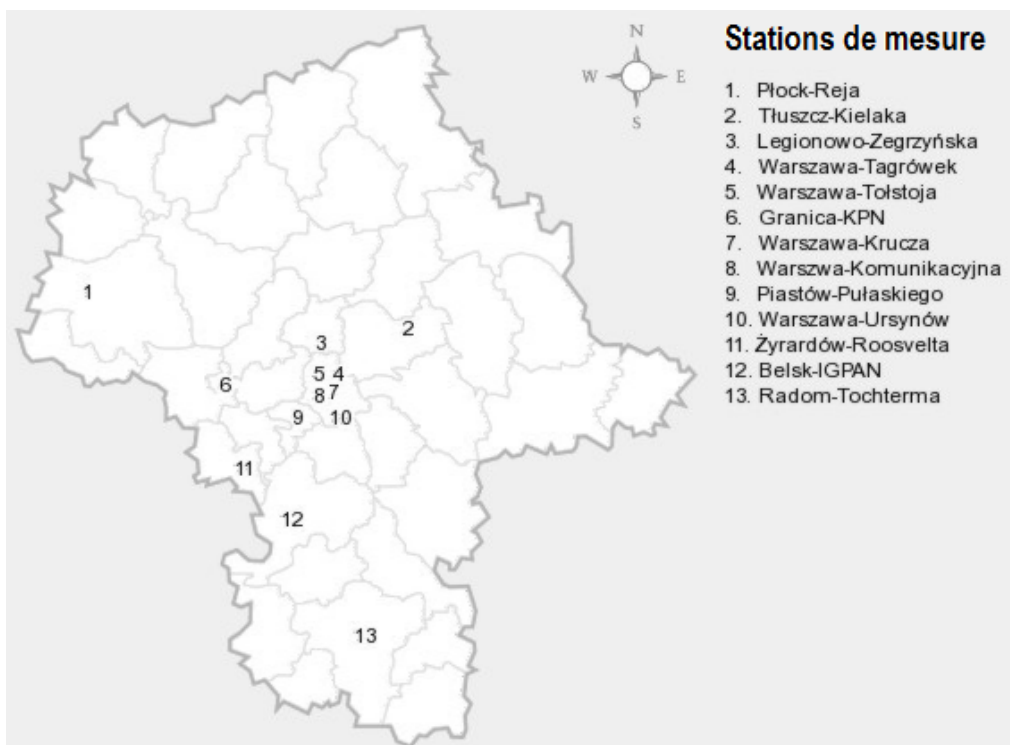 N
W E
S
Stations de mesure
1. Płock-Reja
2. Tłuszcz-Kielaka
3. Legionowo-Zegrzyńska
4. Warszawa-Tagrówek
5. Warszawa-Tołstoja
6. Granica-KPN
7. Warszawa-Krucza
8. Warszwa-Komunikacyjna
9. Piastów-Pułaskiego
10. Warszawa-Ursynów
11. Żyrardów-Roosvelta
12. Belsk-IGPAN
13. Radom-Tochterma
1
2
3
5 4
6
8 7
9 10
11
12
13